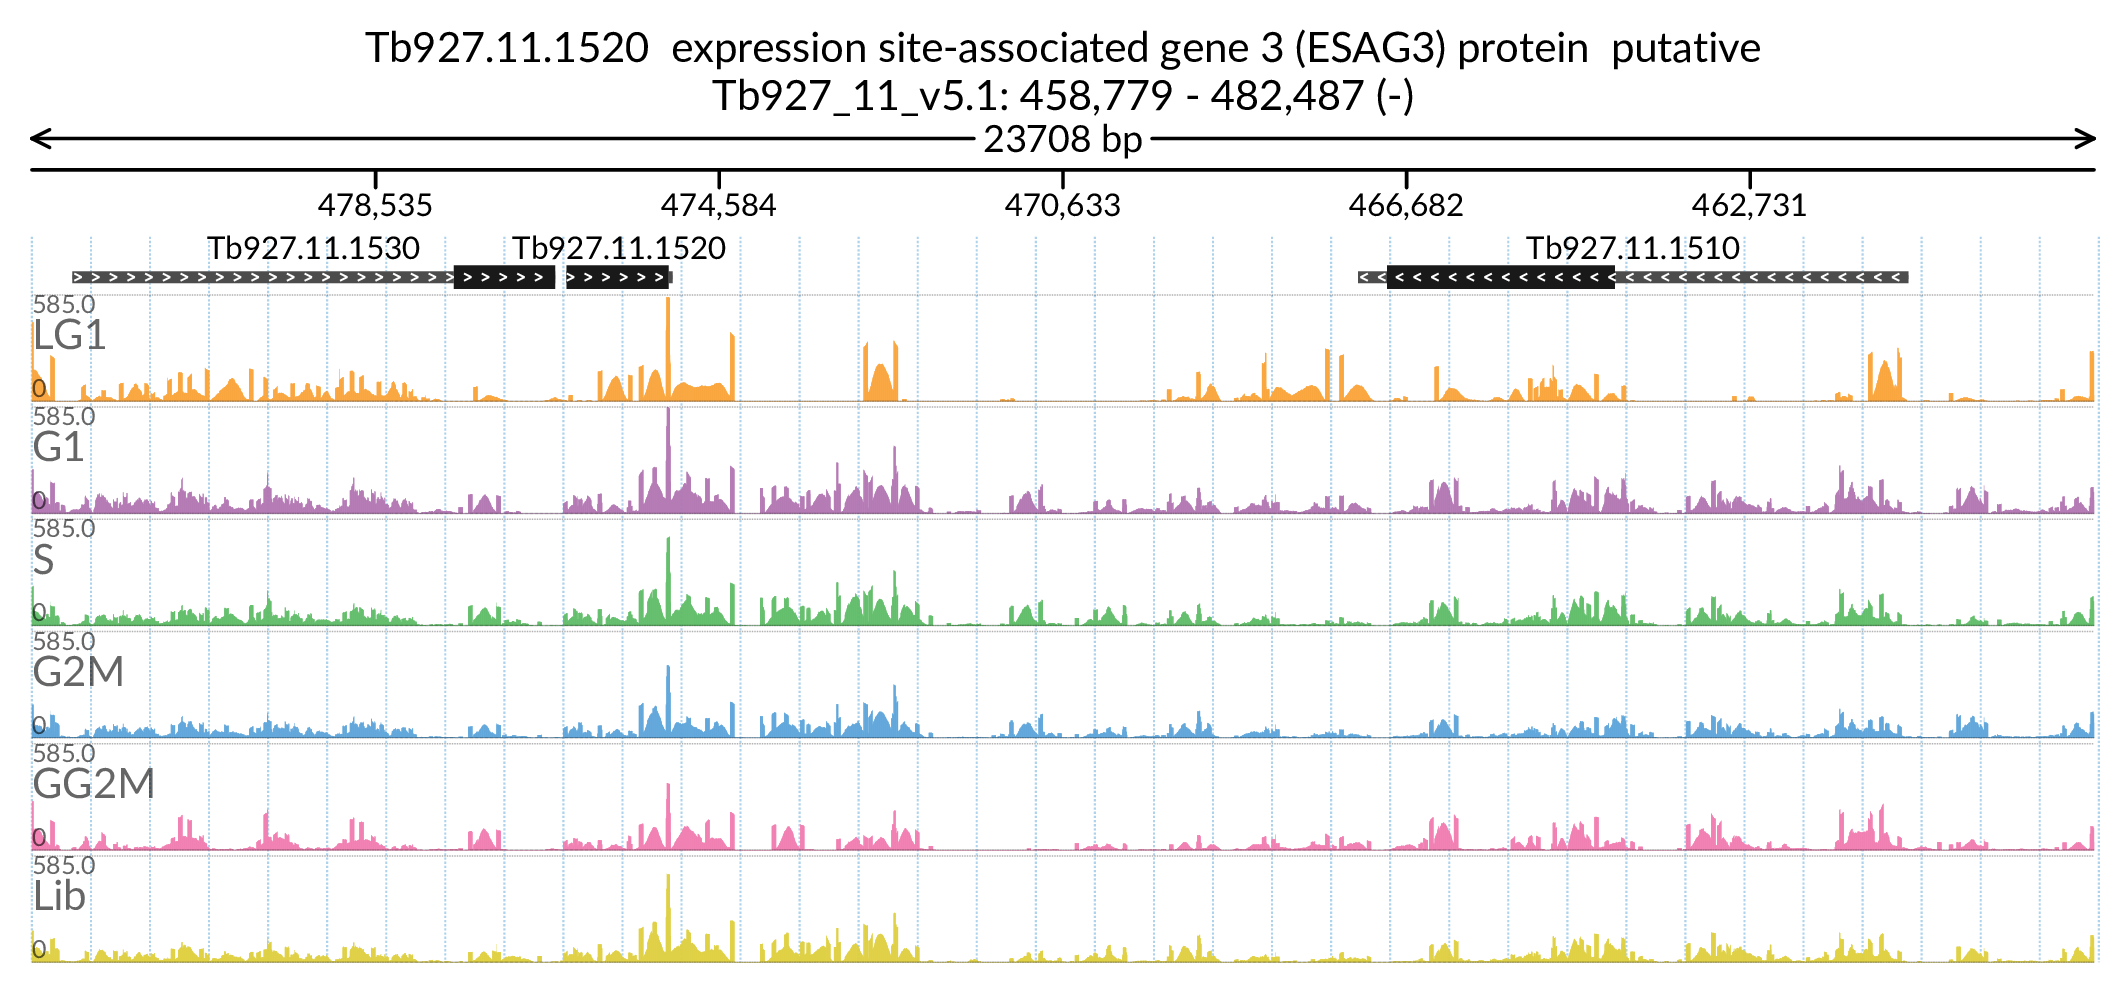 Tb927.11.1520 expression site-associated gene 3 (ESAG3) protein putative
Tb927_11_v5.1: 458,779 - 482,487 (-)
23708 bp
478,535 474,584 470,633 466,682 462,731
Tb927.11.1530 Tb927.11.1520 Tb927.11.1510
585.0
LG1
0
585.0
G1
0
585.0
S
0
585.0
G2M
0
585.0
GG2M
0
585.0
Lib
0